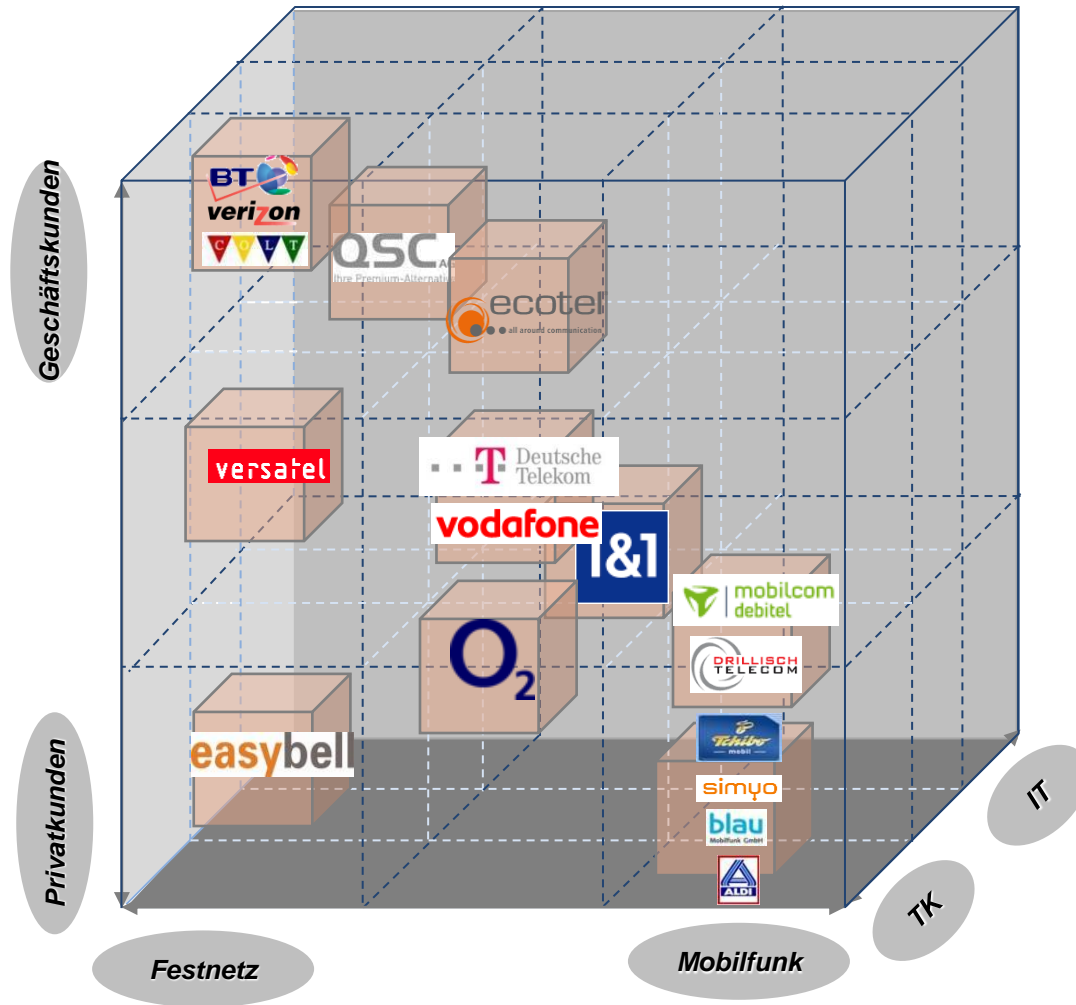 Geschäftskunden
BT
verizon
COLT
QSC AG
Ihre Premium-Alternative
ecotel
all around communication
versatel
Deutsche
Telekom
T
vodafone
1&1
mobilcom
debitel
DRILLISCH
TELECOM
O2
easybell
Tchibo
mobil
simyo
blau
Mobilfunk GmbH
ALDI
Privatkunden
IT
TK
Festnetz
Mobilfunk